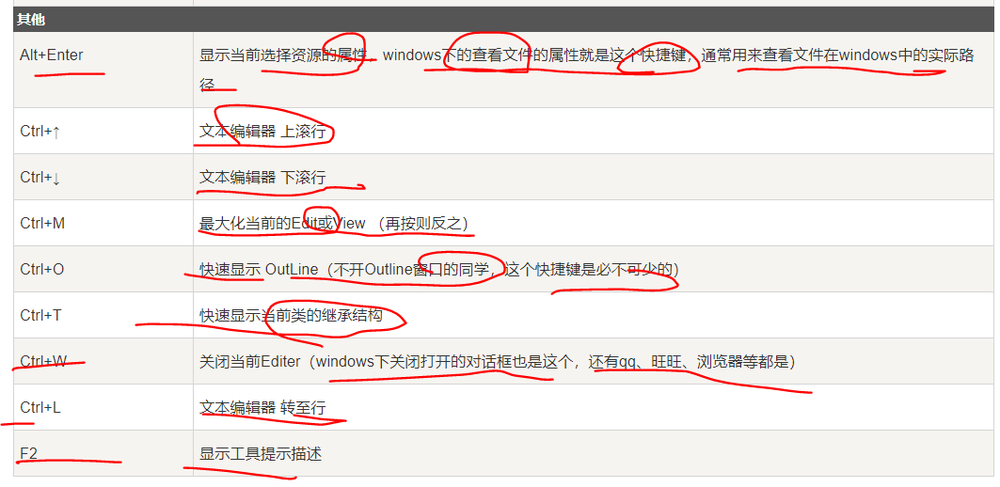 其他
Alt+Enter
显示当前选择资源的属性，windows下的查看文件的属性就是这个快捷键，通常用来查看文件在windows中的实际路
径
Ctrl+↑
文本编辑器 上滚行
Ctrl+↓
文本编辑器 下滚行
Ctrl+M
最大化当前的Edit或View （再按则反之）
Ctrl+O
快速显示 OutLine（不开Outline窗口的同学，这个快捷键是必不可少的）
Ctrl+T
快速显示当前类的继承结构
Ctrl+W
关闭当前Editer（windows下关闭打开的对话框也是这个，还有qq、旺旺、浏览器等都是）
Ctrl+L
文本编辑器 转至行
F2
显示工具提示描述